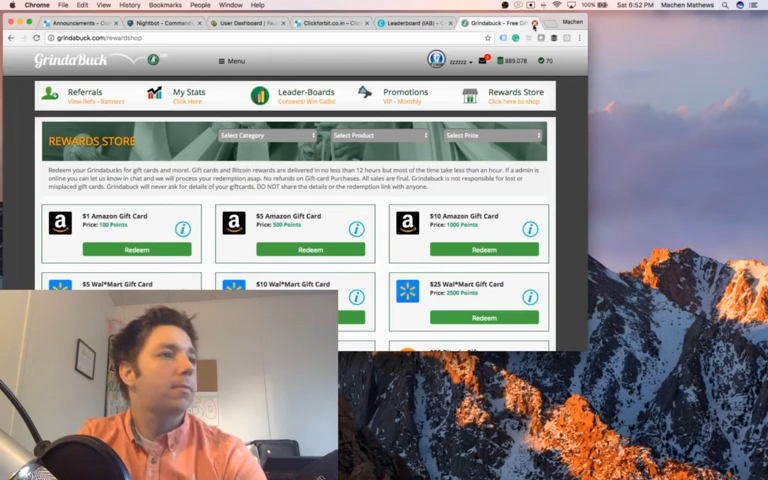 Chrome File Edit View History Bookmarks People Window Help
100% Sat 6:52 PM Machen Mathews
Announcements - C
Nightbot - Command
User Dashboard | Fau
Clickforbit.co.in - Com
Leaderboard (IAB) - C
Grindabuck - Free Gift
Machen
grindabuck.com/rewardshop
GrindaBuck
Menu
zzzzzz
889.078
70
Referrals
View Refs - Banners
My Stats
Click Here
Leader-Boards
Contests! Win GaBs!
Promotions
VIP - Monthly
Rewards Store
Click here to shop
REWARDS STORE
Select Category
Select Product
Select Price
Redeem your Grindabucks for gift cards and more!. Gift cards and Bitcoin rewards are delivered in no less than 12 hours but most of the time take less than an hour. If a admin is
online you can let us know in chat and we will process your redemption asap. No refunds on Gift-card Purchases. All sales are final. Grindabuck is not responsible for lost or
misplaced gift cards. Grindabuck will never ask for details of your giftcards, DO NOT share the details or the redemption link with anyone.
$1 Amazon Gift Card
Price: 100 Points
Redeem
$5 Amazon Gift Card
Price: 500 Points
Redeem
$10 Amazon Gift Card
Price: 1000 Points
Redeem
$5 Wal*Mart Gift Card
$10 Wal*Mart Gift Card
$25 Wal*Mart Gift Card
Price: 2500 Points
Redeem